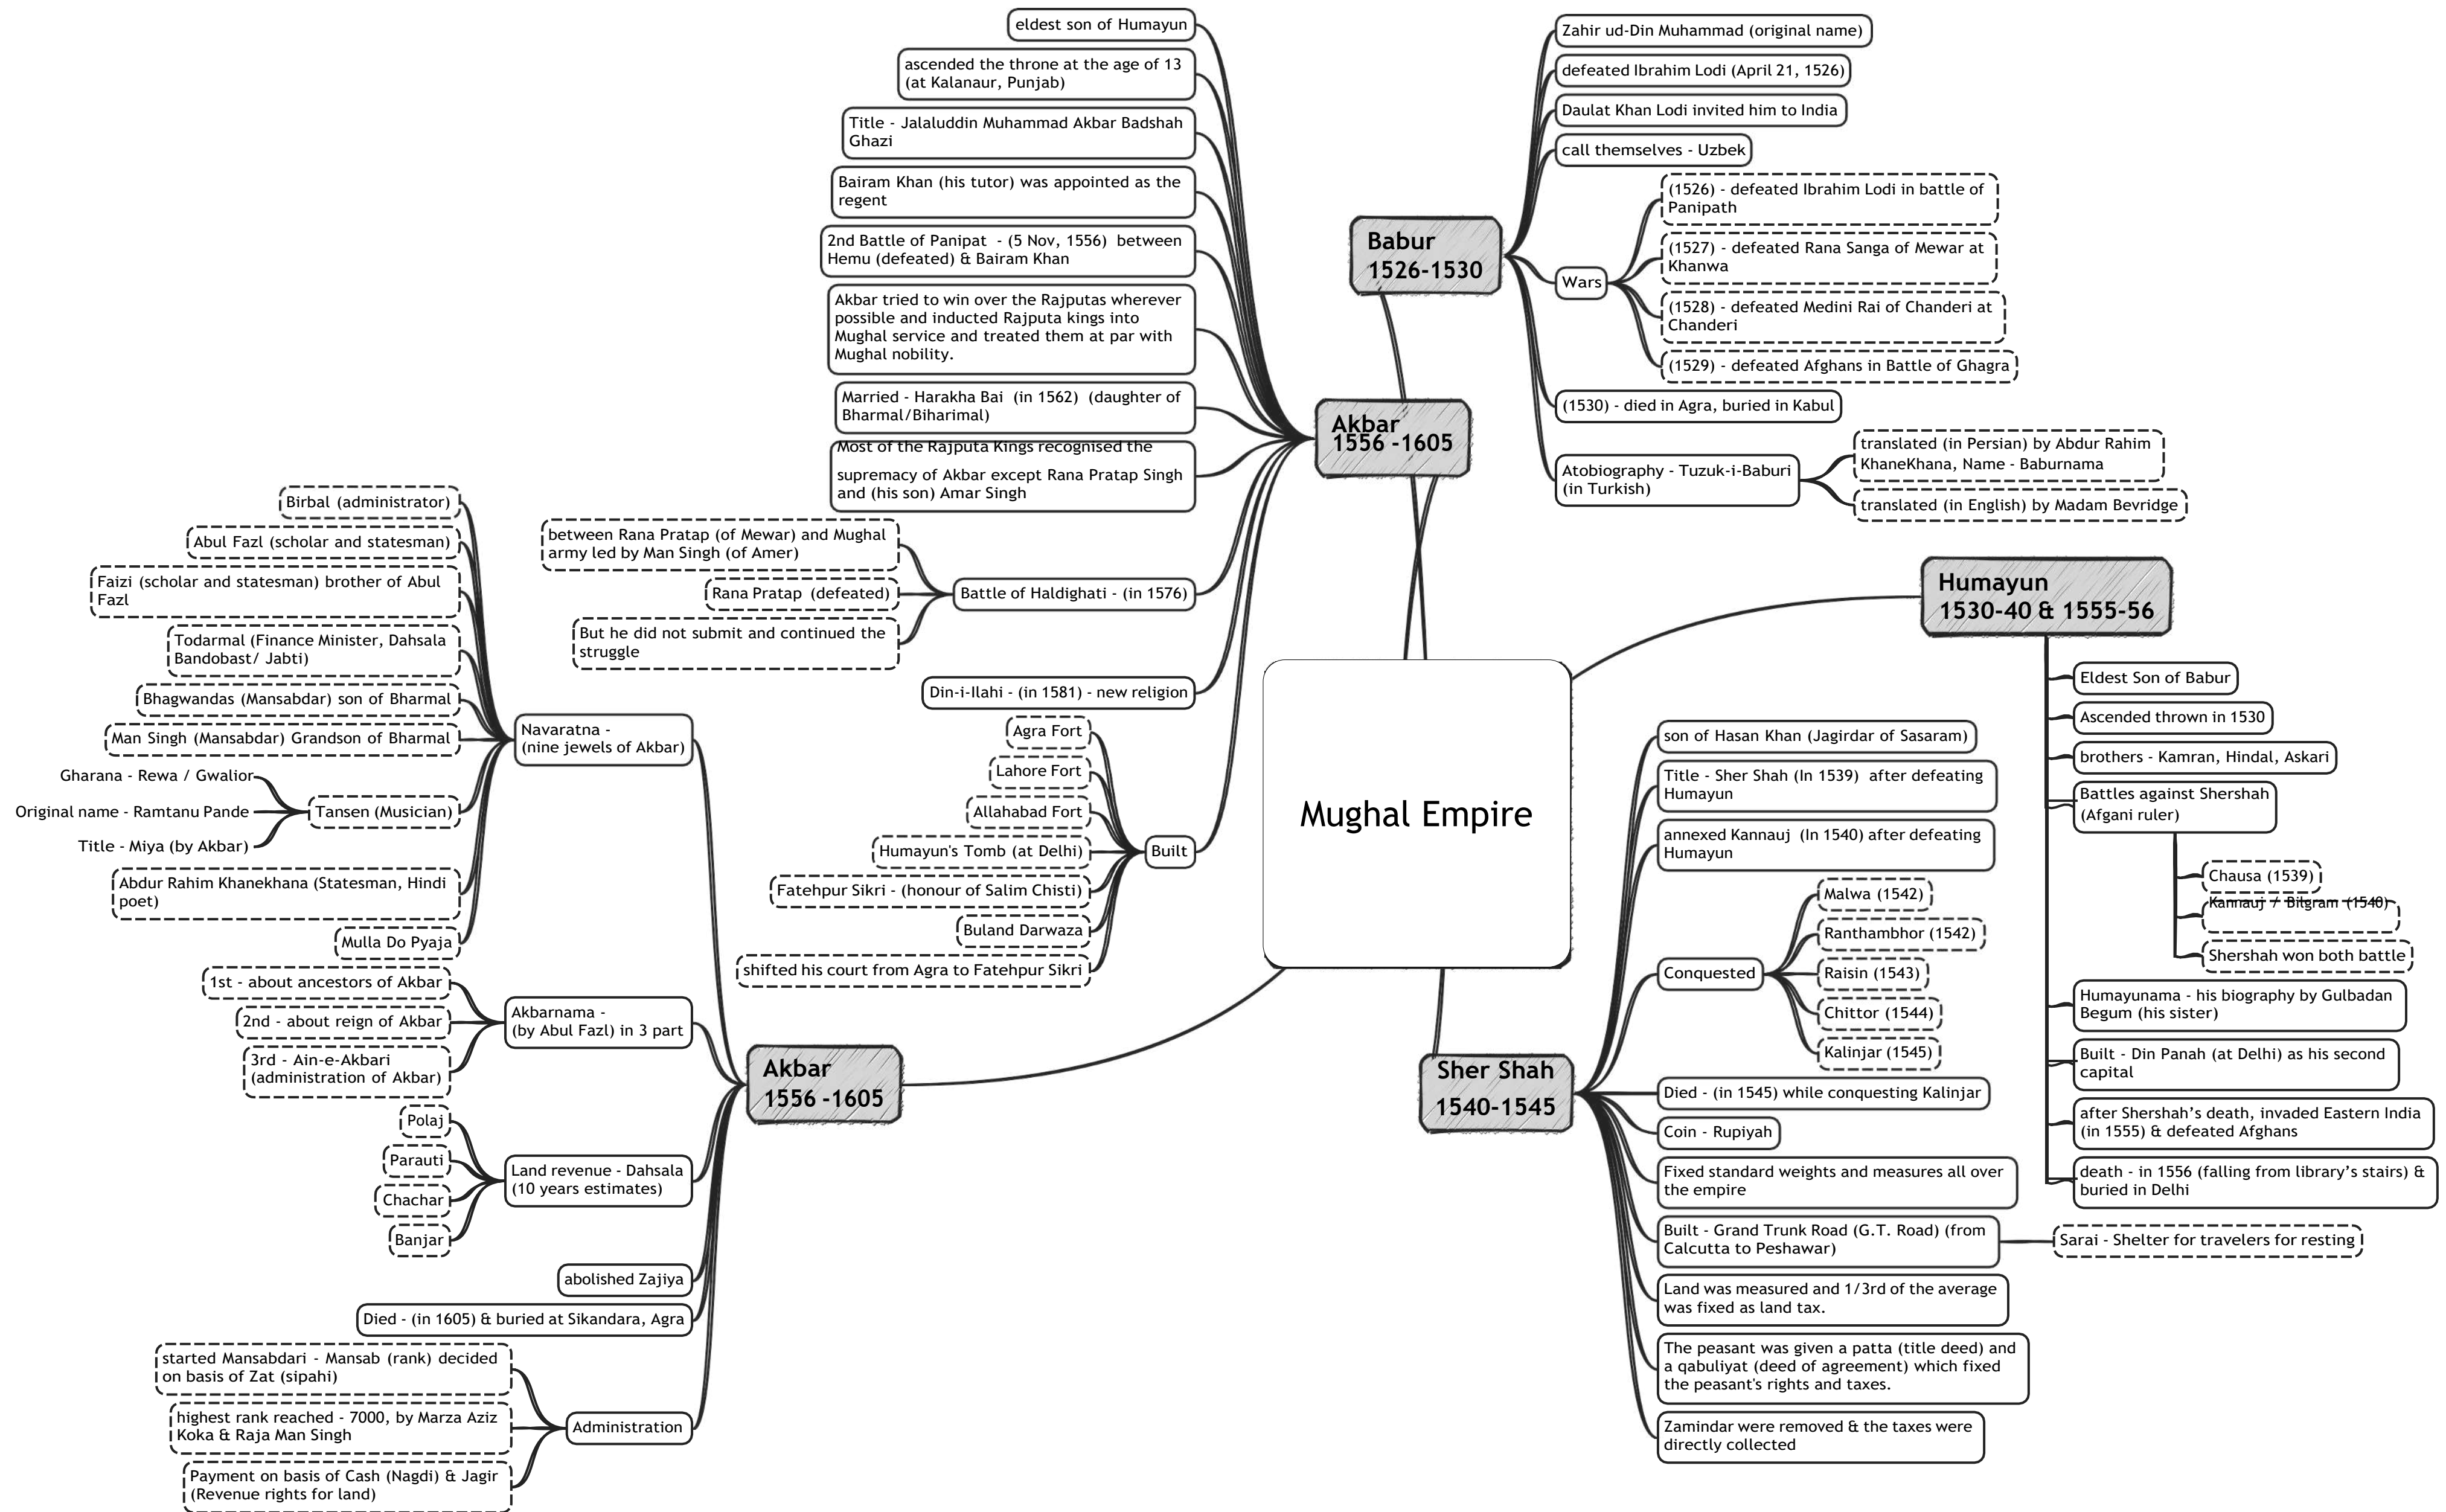 Mughal Empire
Babur
1526-1530
Zahir ud-Din Muhammad (original name)
defeated Ibrahim Lodi (April 21, 1526)
Daulat Khan Lodi invited him to India
call themselves - Uzbek
Wars
(1526) - defeated Ibrahim Lodi in battle of
Panipath
(1527) - defeated Rana Sanga of Mewar at
Khanwa
(1528) - defeated Medini Rai of Chanderi at
Chanderi
(1529) - defeated Afghans in Battle of Ghagra
(1530) - died in Agra, buried in Kabul
Atobiography - Tuzuk-i-Baburi
(in Turkish)
translated (in Persian) by Abdur Rahim
KhaneKhana, Name - Baburnama
translated (in English) by Madam Bevridge
Humayun
1530-40 & 1555-56
Eldest Son of Babur
Ascended thrown in 1530
brothers - Kamran, Hindal, Askari
Battles against Shershah
(Afgani ruler)
Chausa (1539)
Kannauj / Bilgram (1540)
Shershah won both battle
Humayunama - his biography by Gulbadan
Begum (his sister)
Built - Din Panah (at Delhi) as his second
capital
after Shershah’s death, invaded Eastern India
(in 1555) & defeated Afghans
death - in 1556 (falling from library’s stairs) &
buried in Delhi
Sher Shah
1540-1545
son of Hasan Khan (Jagirdar of Sasaram)
Title - Sher Shah (In 1539) after defeating
Humayun
annexed Kannauj (In 1540) after defeating
Humayun
Conquested
Malwa (1542)
Ranthambhor (1542)
Raisin (1543)
Chittor (1544)
Kalinjar (1545)
Died - (in 1545) while conquesting Kalinjar
Coin - Rupiyah
Fixed standard weights and measures all over
the empire
Built - Grand Trunk Road (G.T. Road) (from
Calcutta to Peshawar)
Sarai - Shelter for travelers for resting
Land was measured and 1/3rd of the average
was fixed as land tax.
The peasant was given a patta (title deed) and
a qabuliyat (deed of agreement) which fixed
the peasant's rights and taxes.
Zamindar were removed & the taxes were
directly collected
Akbar
1556 -1605
eldest son of Humayun
ascended the throne at the age of 13
(at Kalanaur, Punjab)
Title - Jalaluddin Muhammad Akbar Badshah
Ghazi
Bairam Khan (his tutor) was appointed as the
regent
2nd Battle of Panipat - (5 Nov, 1556) between
Hemu (defeated) & Bairam Khan
Akbar tried to win over the Rajputas wherever
possible and inducted Rajputa kings into
Mughal service and treated them at par with
Mughal nobility.
Married - Harakha Bai (in 1562) (daughter of
Bharmal/Biharimal)
Most of the Rajputa Kings recognised the
supremacy of Akbar except Rana Pratap Singh
and (his son) Amar Singh
Battle of Haldighati - (in 1576)
between Rana Pratap (of Mewar) and Mughal
army led by Man Singh (of Amer)
Rana Pratap (defeated)
But he did not submit and continued the
struggle
Din-i-Ilahi - (in 1581) - new religion
Built
Agra Fort
Lahore Fort
Allahabad Fort
Humayun's Tomb (at Delhi)
Fatehpur Sikri - (honour of Salim Chisti)
Buland Darwaza
shifted his court from Agra to Fatehpur Sikri
Akbar
1556 -1605
Navaratna -
(nine jewels of Akbar)
Birbal (administrator)
Abul Fazl (scholar and statesman)
Faizi (scholar and statesman) brother of Abul
Fazl
Todarmal (Finance Minister, Dahsala
Bandobast/ Jabti)
Bhagwandas (Mansabdar) son of Bharmal
Man Singh (Mansabdar) Grandson of Bharmal
Tansen (Musician)
Gharana - Rewa / Gwalior
Original name - Ramtanu Pande
Title - Miya (by Akbar)
Abdur Rahim Khanekhana (Statesman, Hindi
poet)
Mulla Do Pyaja
Akbarnama -
(by Abul Fazl) in 3 part
1st - about ancestors of Akbar
2nd - about reign of Akbar
3rd - Ain-e-Akbari
(administration of Akbar)
Land revenue - Dahsala
(10 years estimates)
Polaj
Parauti
Chachar
Banjar
abolished Zajiya
Died - (in 1605) & buried at Sikandara, Agra
Administration
started Mansabdari - Mansab (rank) decided
on basis of Zat (sipahi)
highest rank reached - 7000, by Marza Aziz
Koka & Raja Man Singh
Payment on basis of Cash (Nagdi) & Jagir
(Revenue rights for land)